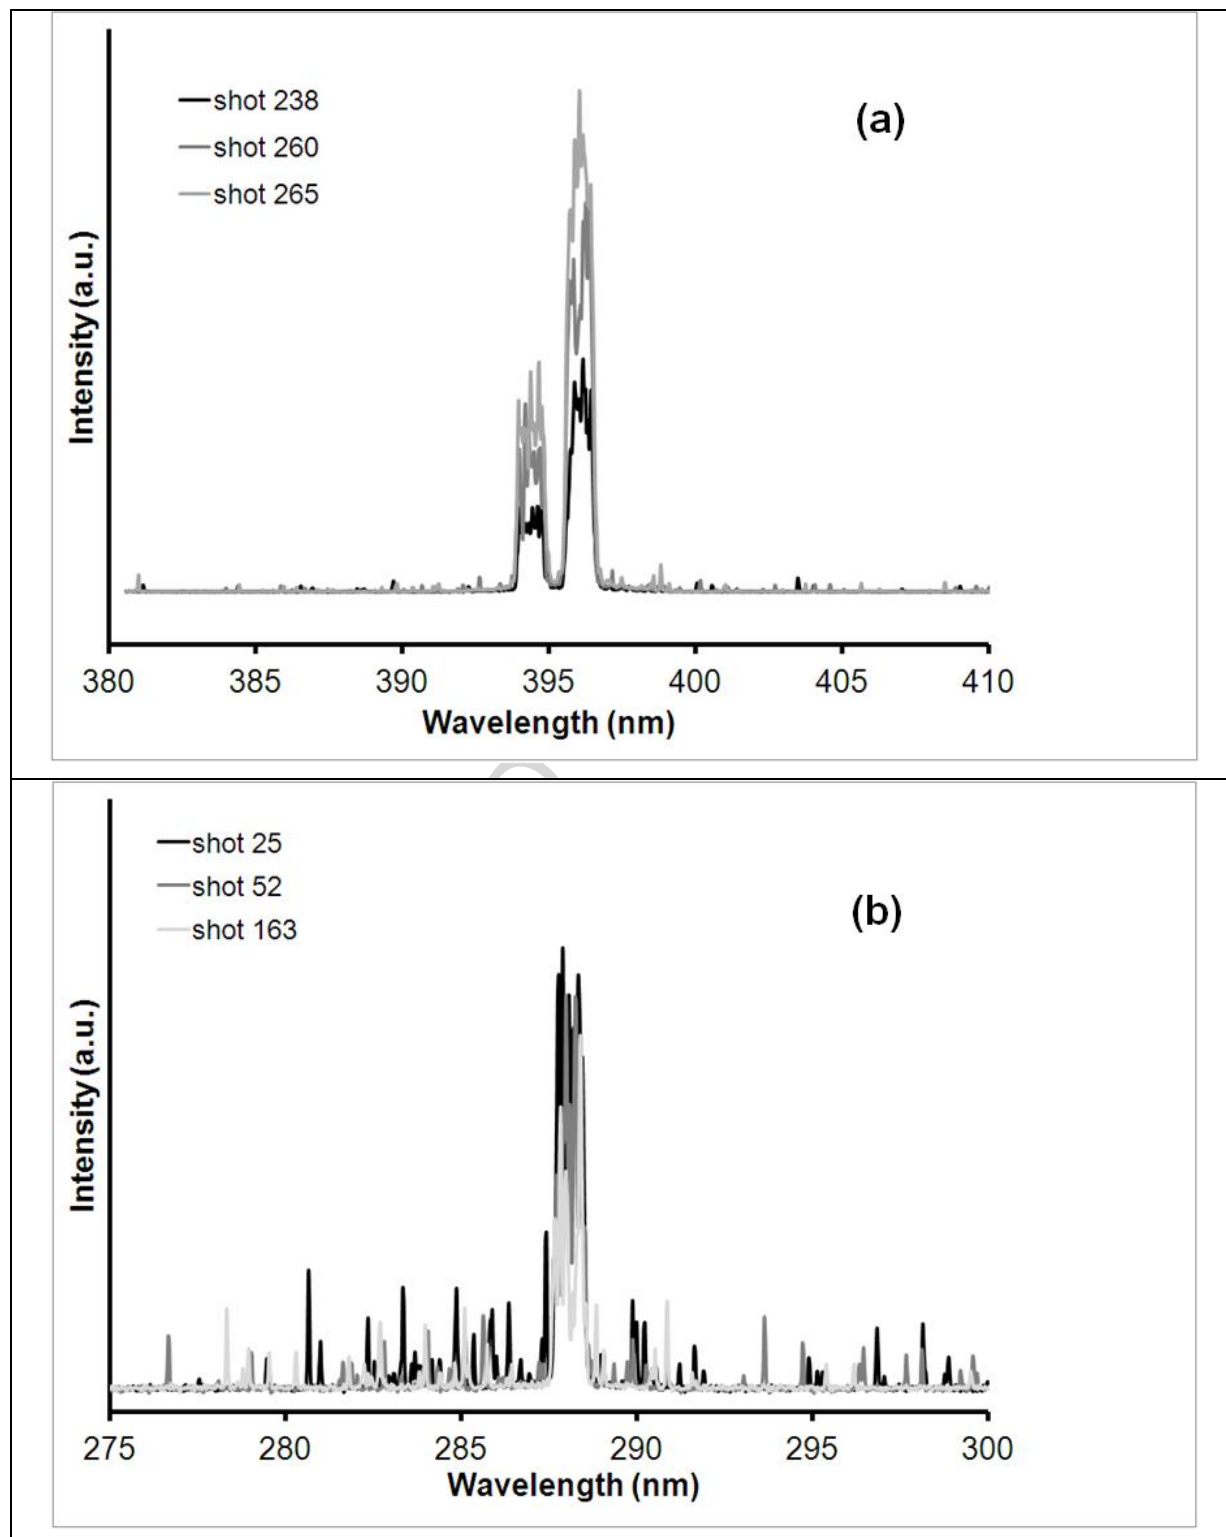 (a)
shot 238
shot 260
shot 265
Intensity (a.u.)
380 385 390 395 400 405 410
Wavelength (nm)
(b)
shot 25
shot 52
shot 163
Intensity (a.u.)
275 280 285 290 295 300
Wavelength (nm)